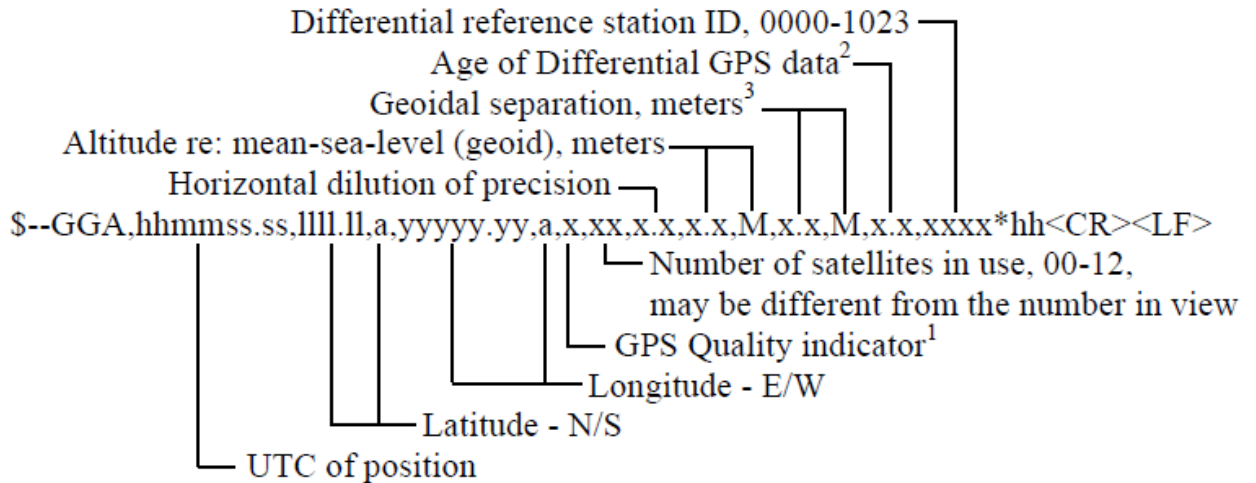 Differential reference station ID, 0000-1023
Age of Differential GPS data²
Geoidal separation, meters³
Altitude re: mean-sea-level (geoid), meters
Horizontal dilution of precision
$--GGA,hhmmss.ss,llll.ll,a,yyyyy.yy,a,x,xx,x.x,x.x,M,x.x,M,x.x,xxxx*hh<CR><LF>
Number of satellites in use, 00-12,
may be different from the number in view
GPS Quality indicator¹
Longitude - E/W
Latitude - N/S
UTC of position